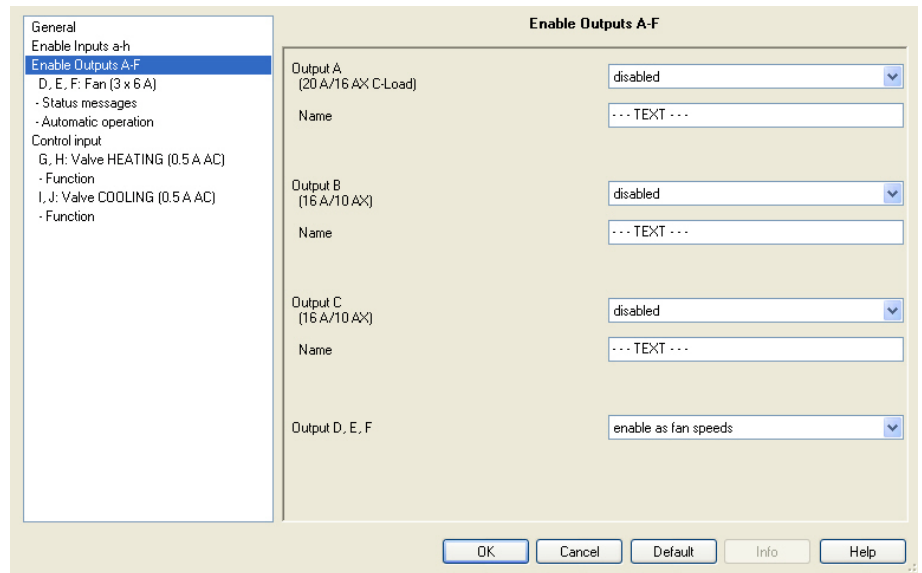 General
Enable Inputs a-h
Enable Outputs A-F
D, E, F: Fan (3 x 6 A)
- Status messages
- Automatic operation
Control input
G, H: Valve HEATING (0.5 A AC)
- Function
I, J: Valve COOLING (0.5 A AC)
- Function
Enable Outputs A-F
Output A
(20 A/16 AX C-Load)
disabled
Name
- - - TEXT - - -
Output B
(16 A/10 AX)
disabled
Name
- - - TEXT - - -
Output C
(16 A/10 AX)
disabled
Name
- - - TEXT - - -
Output D, E, F
enable as fan speeds
OK Cancel Default Info Help